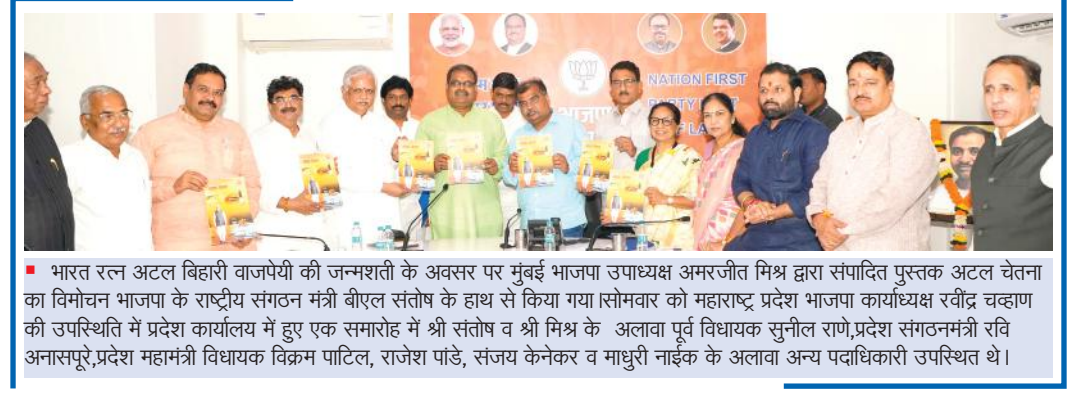 NATION FIRST
भाजपा
भारत रत्न अटल बिहारी वाजपेयी की जन्मशती के अवसर पर मुंबई भाजपा उपाध्यक्ष अमरजीत मिश्र द्वारा संपादित पुस्तक अटल चेतना
का विमोचन भाजपा के राष्ट्रीय संगठन मंत्री बीएल संतोष के हाथ से किया गया।सोमवार को महाराष्ट्र प्रदेश भाजपा कार्याध्यक्ष रवींद्र चव्हाण
की उपस्थिति में प्रदेश कार्यालय में हुए एक समारोह में श्री संतोष व श्री मिश्र के अलावा पूर्व विधायक सुनील राणे,प्रदेश संगठनमंत्री रवि
अनासपूरे,प्रदेश महामंत्री विधायक विक्रम पाटिल, राजेश पांडे, संजय केनेकर व माधुरी नाईक के अलावा अन्य पदाधिकारी उपस्थित थे।